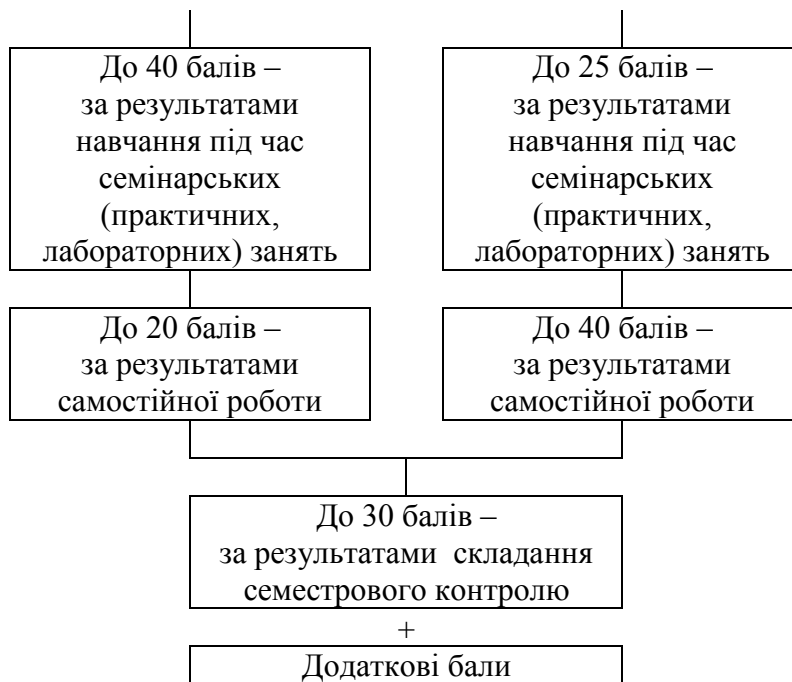 До 40 балів –
за результатами
навчання під час
семінарських
(практичних,
лабораторних) занять
До 25 балів –
за результатами
навчання під час
семінарських
(практичних,
лабораторних) занять
До 20 балів –
за результатами
самостійної роботи
До 40 балів –
за результатами
самостійної роботи
До 30 балів –
за результатами складання
семестрового контролю
+
Додаткові бали